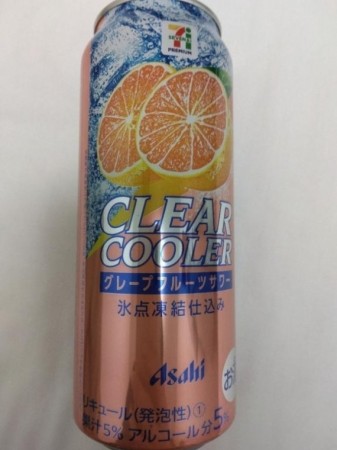 7
SEVEN
PREMIUM
CLEAR
COOLER
グレープフルーツサワー
氷点凍結仕込み
Asahi
お
リキュール(発泡性)①
果汁5% アルコール分5%